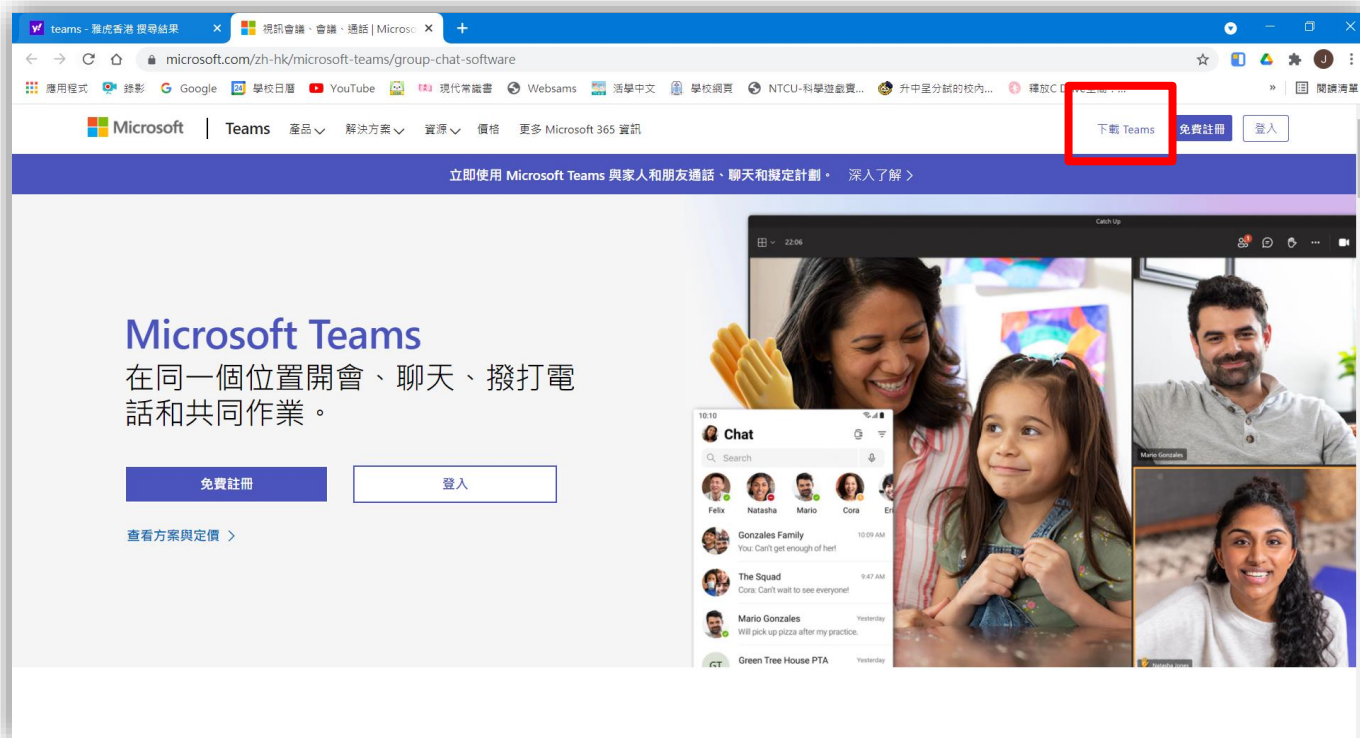 teams - 雅虎香港 搜尋結果
視訊會議、會議、通話 | Microso
microsoft.com/zh-hk/microsoft-teams/group-chat-software
J
應用程式 錄影 Google 24 學校日曆 YouTube 現代常識書 Websams 活學中文 學校網頁 NTCU-科學遊戲實... 升中呈分試的校內... 釋放C D » 閱讀清單
Microsoft Teams 產品 解決方案 資源 價格 更多 Microsoft 365 資訊 下載 Teams 免費註冊 登入
立即使用 Microsoft Teams 與家人和朋友通話、聊天和擬定計劃。 深入了解 >
Catch Up
22:06
1
Microsoft Teams
在同一個位置開會、聊天、撥打電
話和共同作業。
免費註冊 登入
查看方案與定價 >
10:10
Chat
Search
Felix Natasha Mario Cora Eri
Gonzales Family 10:09 AM
You: Can't get enough of her!
The Squad 9:47 AM
Cora: Can't wait to see everyone!
Mario Gonzales Yesterday
Will pick up pizza after my practice.
GT Green Tree House PTA Yesterday
Mario Gonzales
Natasha Jones